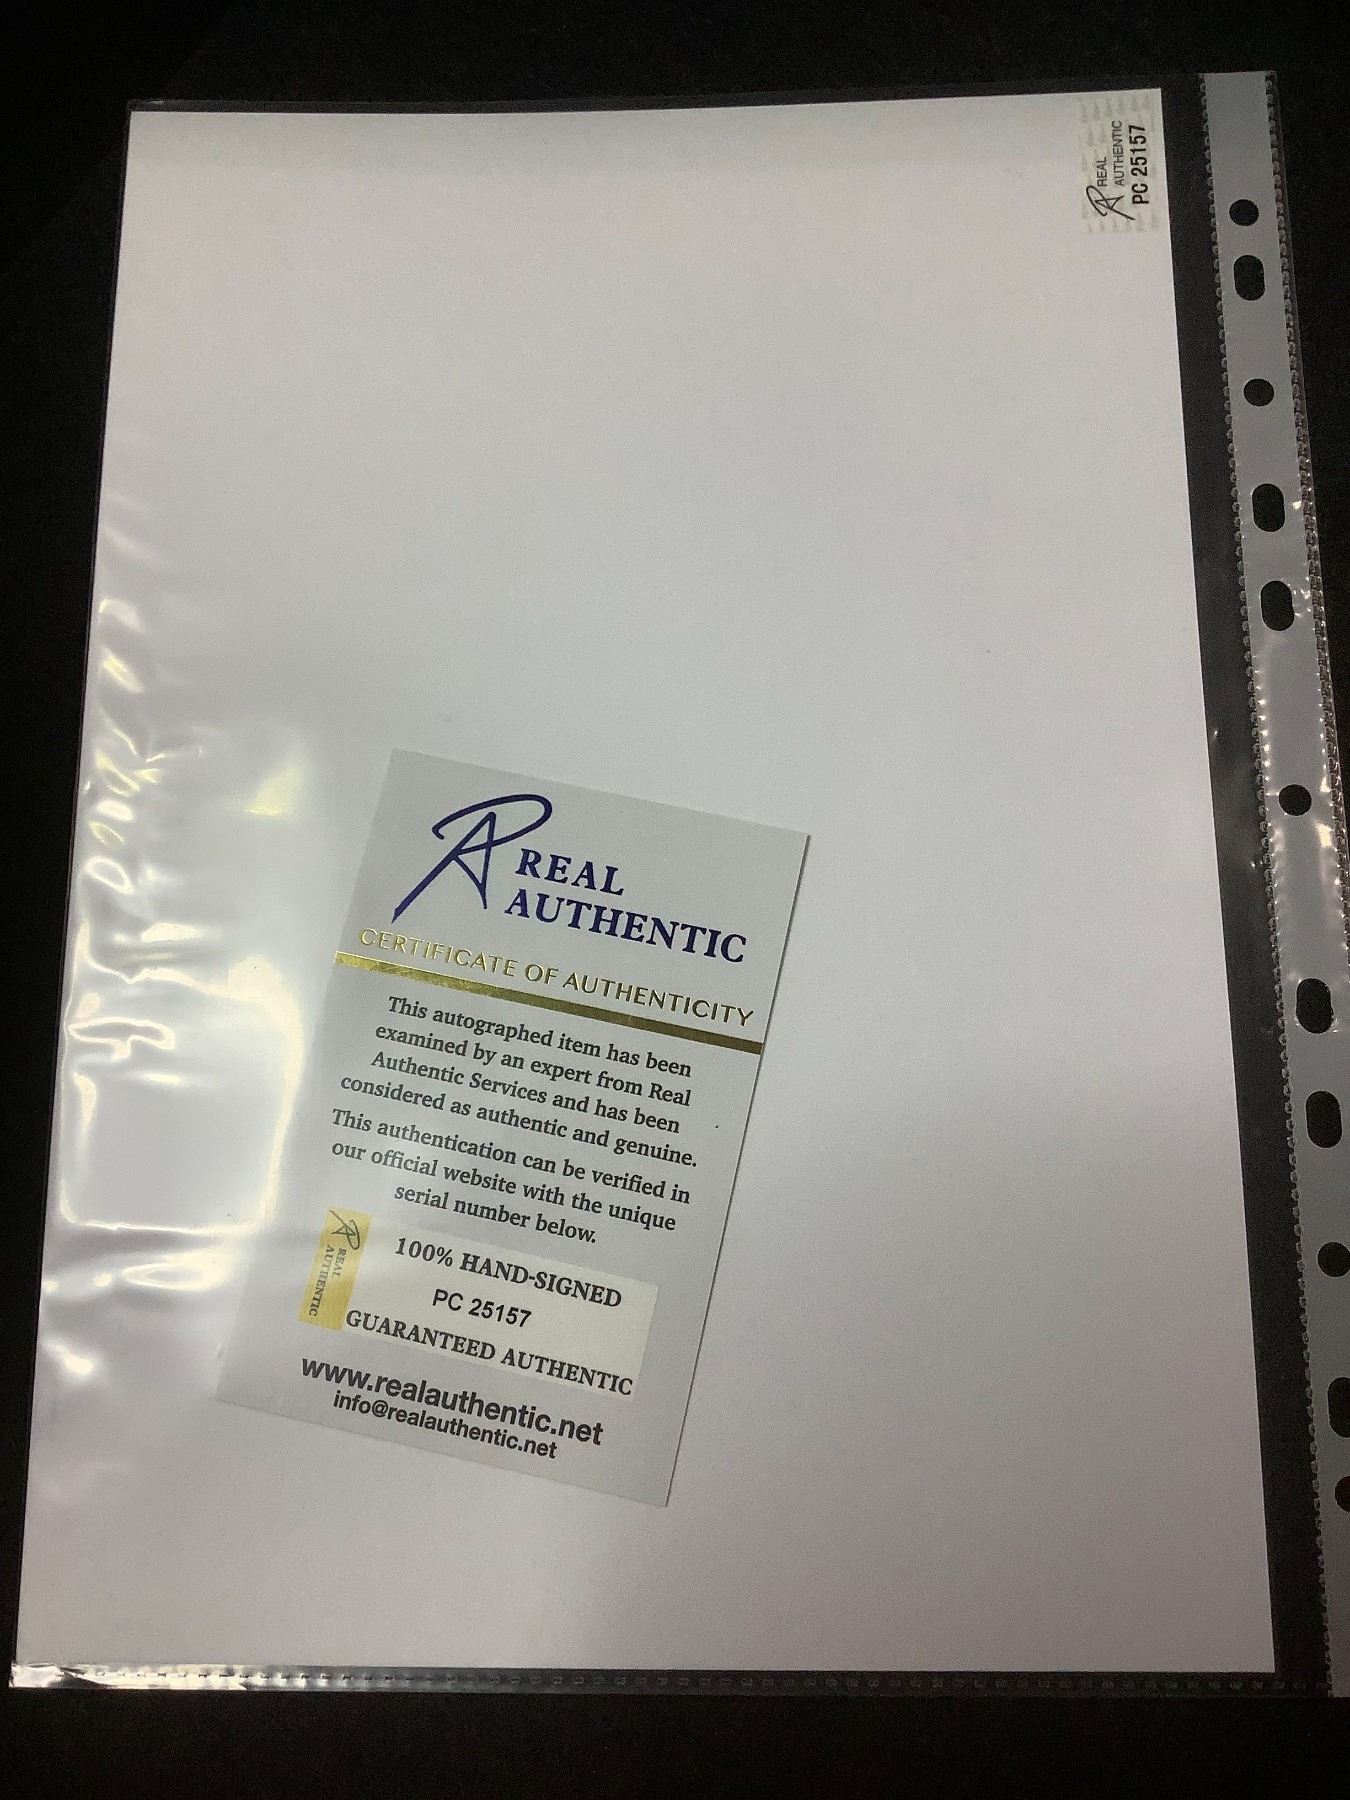 REAL
AUTHENTIC
PC 25157
REAL
AUTHENTIC
CERTIFICATE OF AUTHENTICITY
This autographed item has been
examined by an expert from Real
Authentic Services and has been
considered as authentic and genuine.
This authentication can be verified in
our official website with the unique
serial number below.
REAL
AUTHENTIC
100% HAND-SIGNED
PC 25157
GUARANTEED AUTHENTIC
www.realauthentic.net
info@realauthentic.net